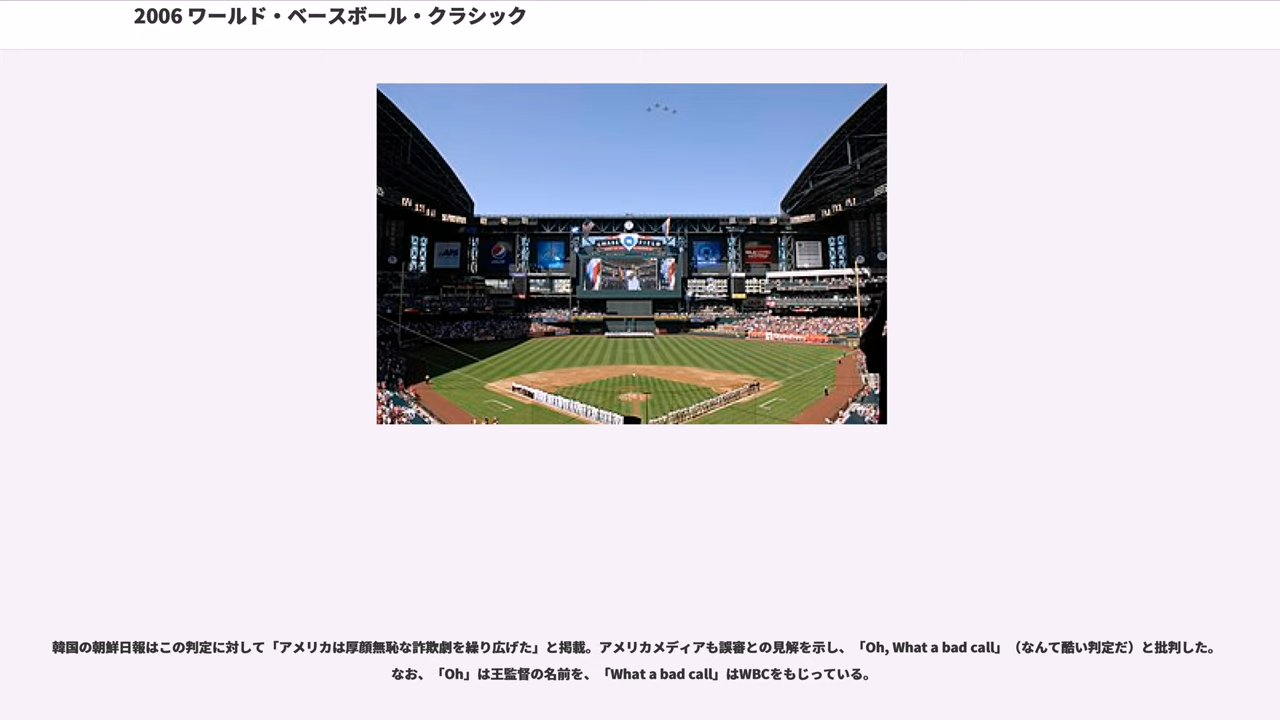 2006 ワールド・ベースボール・クラシック
韓国の朝鮮日報はこの判定に対して「アメリカは厚顔無恥な詐欺劇を繰り広げた」と掲載。アメリカメディアも誤審との見解を示し、「Oh, What a bad call」（なんて酷い判定だ）と批判した。
なお、「Oh」は王監督の名前を、「What a bad call」はWBCをもじっている。